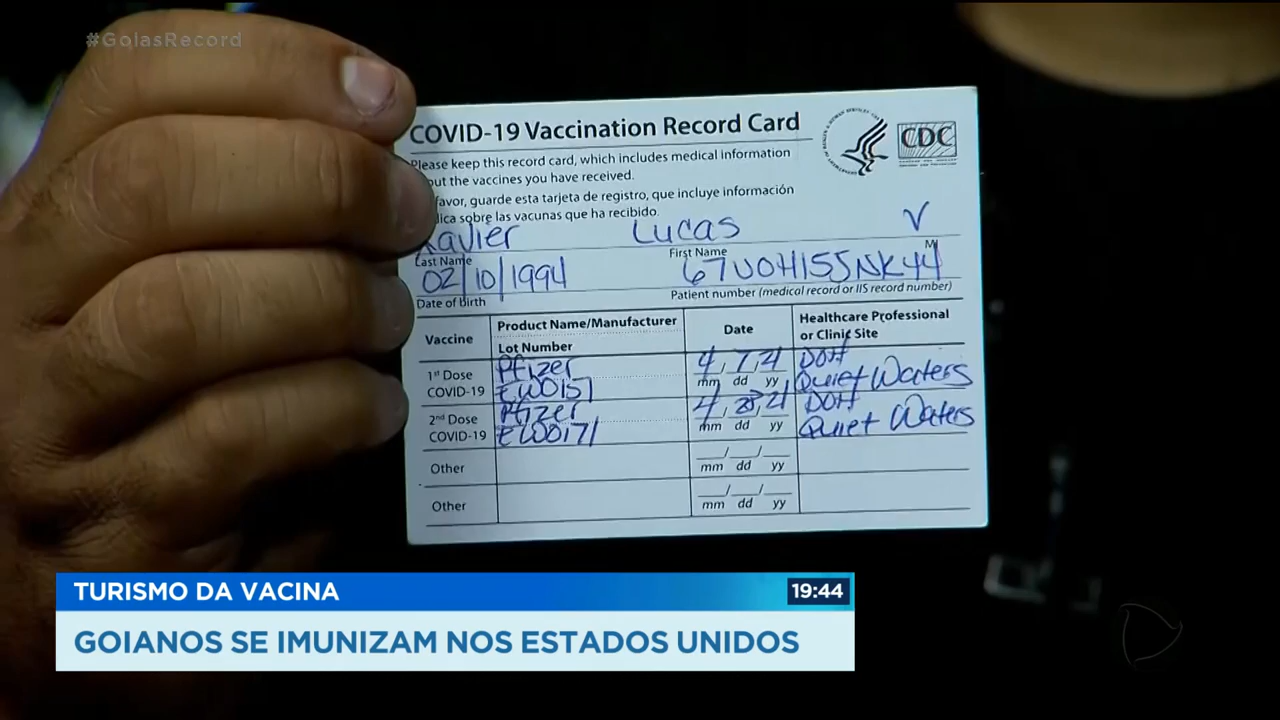 #GoiasRecord
COVID-19 Vaccination Record Card
CDC
Please keep this record card, which includes medical information
out the vaccines you have received.
favor, guarde esta tarjeta de registro, que incluye información
dica sobre las vacunas que ha recibido.
Xavier Lucas V
Last Name First Name MI
02/10/1994 67UOH155NK44
Date of Birth Patient number (medical record or IIS record number)
Vaccine Product Name/Manufacturer Date Healthcare Professional
Lot Number or Clinic Site
1st Dose Pfizer 4, 7, 21 DOH
COVID-19 EW0151 mm dd yy Quiet Waters
2nd Dose Pfizer 4, 28, 21 DOH
COVID-19 EW0171 mm dd yy Quiet Waters
Other mm dd yy
Other mm dd yy
TURISMO DA VACINA 19:44
GOIANOS SE IMUNIZAM NOS ESTADOS UNIDOS